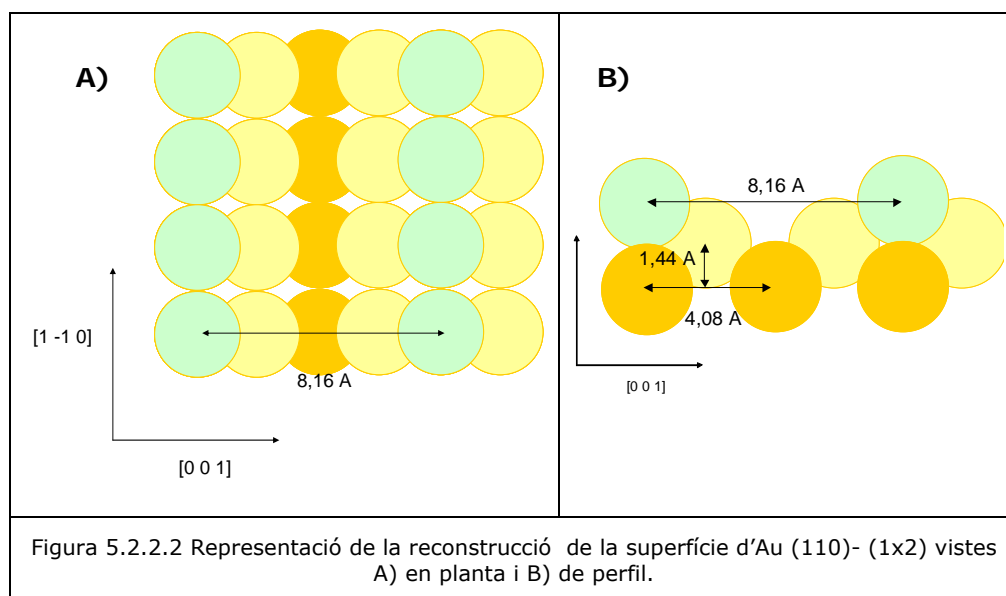 A)
[1 -1 0]
8,16 A
[0 0 1]
B)
8,16 A
1,44 A
4,08 A
[0 0 1]
Figura 5.2.2.2 Representació de la reconstrucció  de la superfície d’Au (110)- (1x2) vistes
A) en planta i B) de perfil.